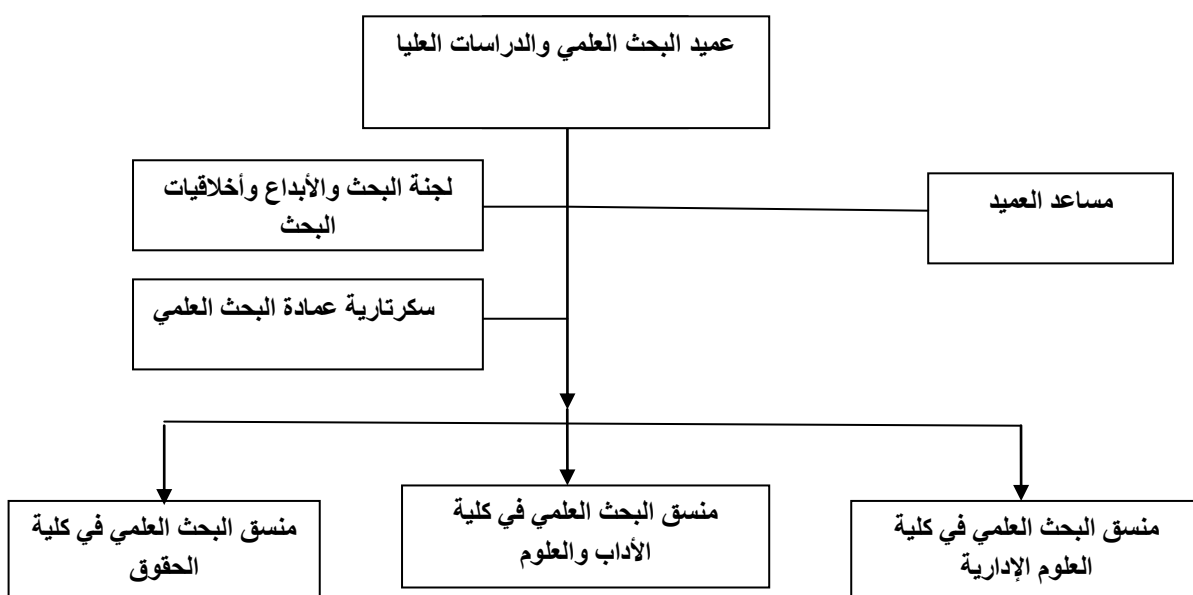 عميد البحث العلمي والدراسات العليا
لجنة البحث والأبداع وأخلاقيات
البحث
مساعد العميد
سكرتارية عمادة البحث العلمي
منسق البحث العلمي في كلية
العلوم الإدارية
منسق البحث العلمي في كلية
الأداب والعلوم
منسق البحث العلمي في كلية
الحقوق